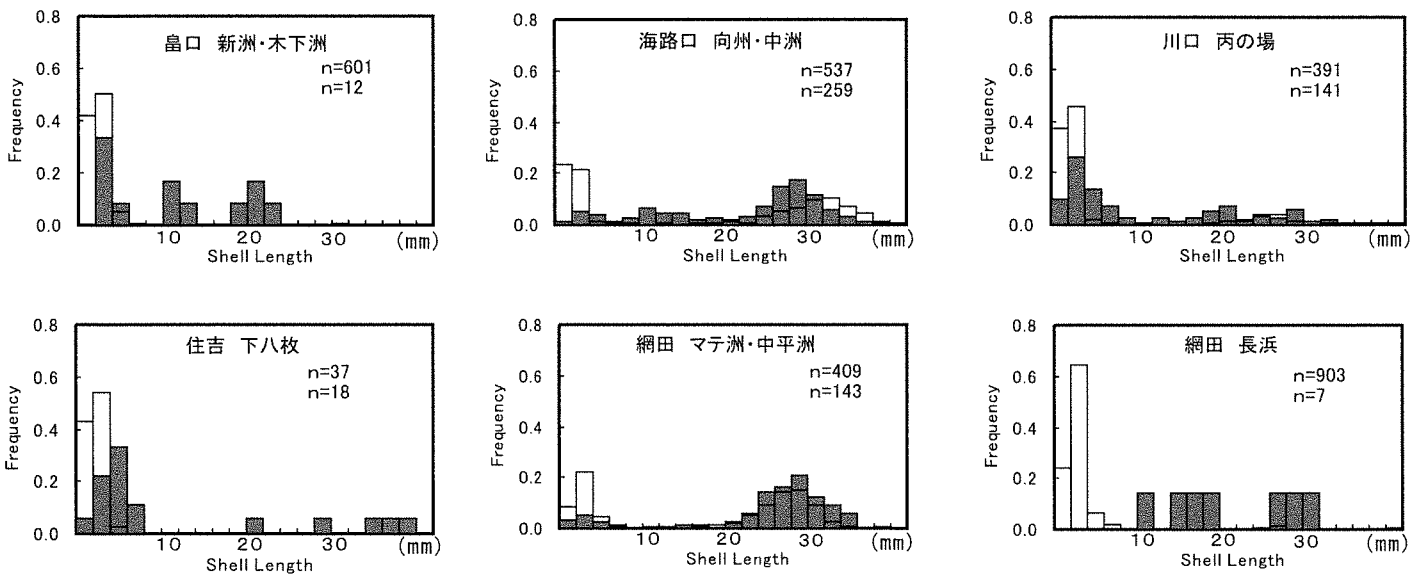 0.8
畠口 新洲・木下洲
n=601
n=12
0.6
0.4
0.2
0.0
Frequency
10 20 30 (mm)
Shell Length
0.8
海路口 向州・中洲
n=537
n=259
0.6
0.4
0.2
0.0
Frequency
10 20 30 (mm)
Shell Length
0.8
川口 丙の場
n=391
n=141
0.6
0.4
0.2
0.0
Frequency
10 20 30 (mm)
Shell Length
0.8
住吉 下八枚
n=37
n=18
0.6
0.4
0.2
0.0
Frequency
10 20 30 (mm)
Shell Length
0.8
網田 マテ洲・中平洲
n=409
n=143
0.6
0.4
0.2
0.0
Frequency
10 20 30 (mm)
Shell Length
0.8
網田 長浜
n=903
n=7
0.6
0.4
0.2
0.0
Frequency
10 20 30 (mm)
Shell Length